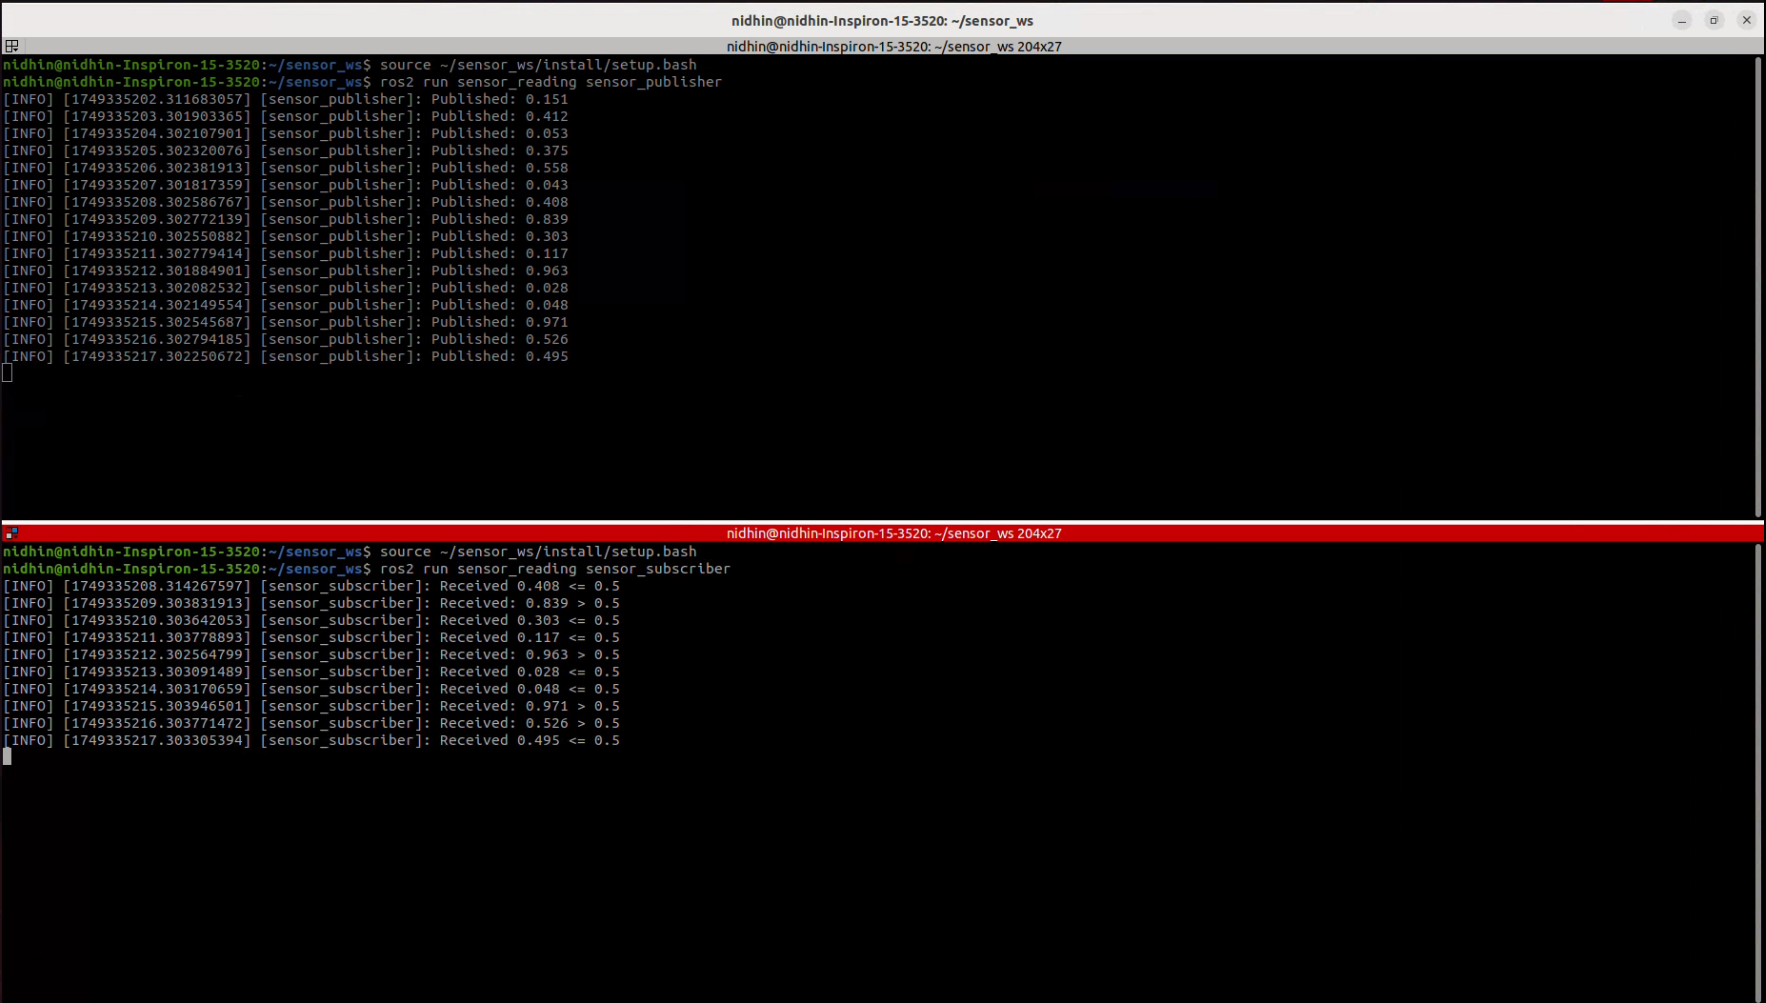 nidhin@nidhin-Inspiron-15-3520: ~/sensor_ws
nidhin@nidhin-Inspiron-15-3520: ~/sensor_ws 204x27
nidhin@nidhin-Inspiron-15-3520:~/sensor_ws$ source ~/sensor_ws/install/setup.bash
nidhin@nidhin-Inspiron-15-3520:~/sensor_ws$ ros2 run sensor_reading sensor_publisher
[INFO] [1749335202.311683057] [sensor_publisher]: Published: 0.151
[INFO] [1749335203.301903365] [sensor_publisher]: Published: 0.412
[INFO] [1749335204.302107901] [sensor_publisher]: Published: 0.053
[INFO] [1749335205.302320076] [sensor_publisher]: Published: 0.375
[INFO] [1749335206.302381913] [sensor_publisher]: Published: 0.558
[INFO] [1749335207.301817359] [sensor_publisher]: Published: 0.043
[INFO] [1749335208.302586767] [sensor_publisher]: Published: 0.408
[INFO] [1749335209.302772139] [sensor_publisher]: Published: 0.839
[INFO] [1749335210.302550882] [sensor_publisher]: Published: 0.303
[INFO] [1749335211.302779414] [sensor_publisher]: Published: 0.117
[INFO] [1749335212.301884901] [sensor_publisher]: Published: 0.963
[INFO] [1749335213.302082532] [sensor_publisher]: Published: 0.028
[INFO] [1749335214.302149554] [sensor_publisher]: Published: 0.048
[INFO] [1749335215.302545687] [sensor_publisher]: Published: 0.971
[INFO] [1749335216.302794185] [sensor_publisher]: Published: 0.526
[INFO] [1749335217.302250672] [sensor_publisher]: Published: 0.495
nidhin@nidhin-Inspiron-15-3520: ~/sensor_ws 204x27
nidhin@nidhin-Inspiron-15-3520:~/sensor_ws$ source ~/sensor_ws/install/setup.bash
nidhin@nidhin-Inspiron-15-3520:~/sensor_ws$ ros2 run sensor_reading sensor_subscriber
[INFO] [1749335208.314267597] [sensor_subscriber]: Received 0.408 <= 0.5
[INFO] [1749335209.303831913] [sensor_subscriber]: Received: 0.839 > 0.5
[INFO] [1749335210.303642053] [sensor_subscriber]: Received 0.303 <= 0.5
[INFO] [1749335211.303778893] [sensor_subscriber]: Received 0.117 <= 0.5
[INFO] [1749335212.302564799] [sensor_subscriber]: Received: 0.963 > 0.5
[INFO] [1749335213.303091489] [sensor_subscriber]: Received 0.028 <= 0.5
[INFO] [1749335214.303170659] [sensor_subscriber]: Received 0.048 <= 0.5
[INFO] [1749335215.303946501] [sensor_subscriber]: Received: 0.971 > 0.5
[INFO] [1749335216.303771472] [sensor_subscriber]: Received: 0.526 > 0.5
[INFO] [1749335217.303305394] [sensor_subscriber]: Received 0.495 <= 0.5